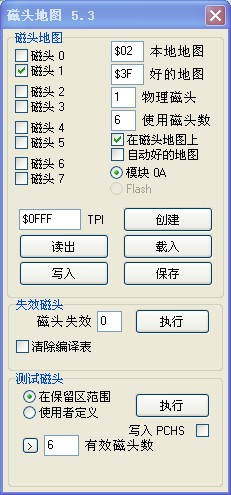 磁头地图 5.3
磁头地图
磁头 0
磁头 1
磁头 2
磁头 3
磁头 4
磁头 5
磁头 6
磁头 7
$02 本地地图
$3F 好的地图
1 物理磁头
6 使用磁头数
在磁头地图上
自动好的地图
模块 0A
Flash
$0FFF TPI 创建
读出 载入
写入 保存
失效磁头
磁头失效 0 执行
清除编译表
测试磁头
在保留区范围
使用者定义
执行
写入 PCHS
> 6 有效磁头数